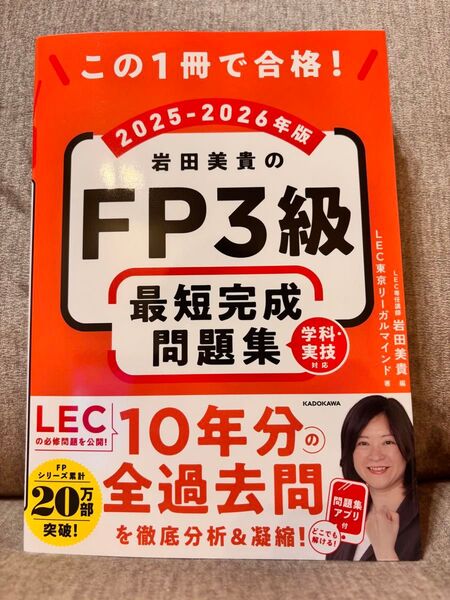 この1冊で合格！
2025-2026年版
岩田美貴の
FP3級
最短完成
問題集
学科・
実技
対応
LEC専任講師 岩田美貴 編
LEC東京リーガルマインド 著
KADOKAWA
LEC
の必修問題を公開！
10年分の
全過去問
を徹底分析&凝縮！
FP
シリーズ累計
20万部
突破！
問題集
アプリ
付
どこでも
解ける！